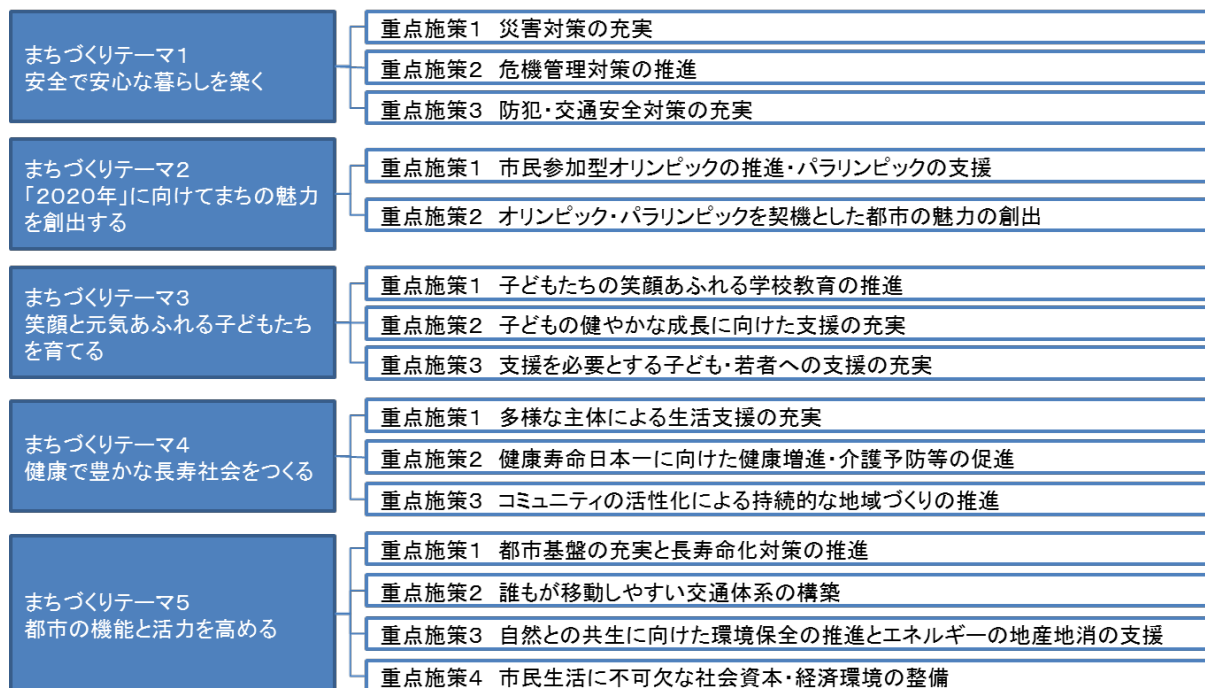 まちづくりテーマ1
安全で安心な暮らしを築く
重点施策1 災害対策の充実
重点施策2 危機管理対策の推進
重点施策3 防犯・交通安全対策の充実
まちづくりテーマ2
「2020年」に向けてまちの魅力
を創出する
重点施策1 市民参加型オリンピックの推進・パラリンピックの支援
重点施策2 オリンピック・パラリンピックを契機とした都市の魅力の創出
まちづくりテーマ3
笑顔と元気あふれる子どもたち
を育てる
重点施策1 子どもたちの笑顔あふれる学校教育の推進
重点施策2 子どもの健やかな成長に向けた支援の充実
重点施策3 支援を必要とする子ども・若者への支援の充実
まちづくりテーマ4
健康で豊かな長寿社会をつくる
重点施策1 多様な主体による生活支援の充実
重点施策2 健康寿命日本一に向けた健康増進・介護予防等の促進
重点施策3 コミュニティの活性化による持続的な地域づくりの推進
まちづくりテーマ5
都市の機能と活力を高める
重点施策1 都市基盤の充実と長寿命化対策の推進
重点施策2 誰もが移動しやすい交通体系の構築
重点施策3 自然との共生に向けた環境保全の推進とエネルギーの地産地消の支援
重点施策4 市民生活に不可欠な社会資本・経済環境の整備